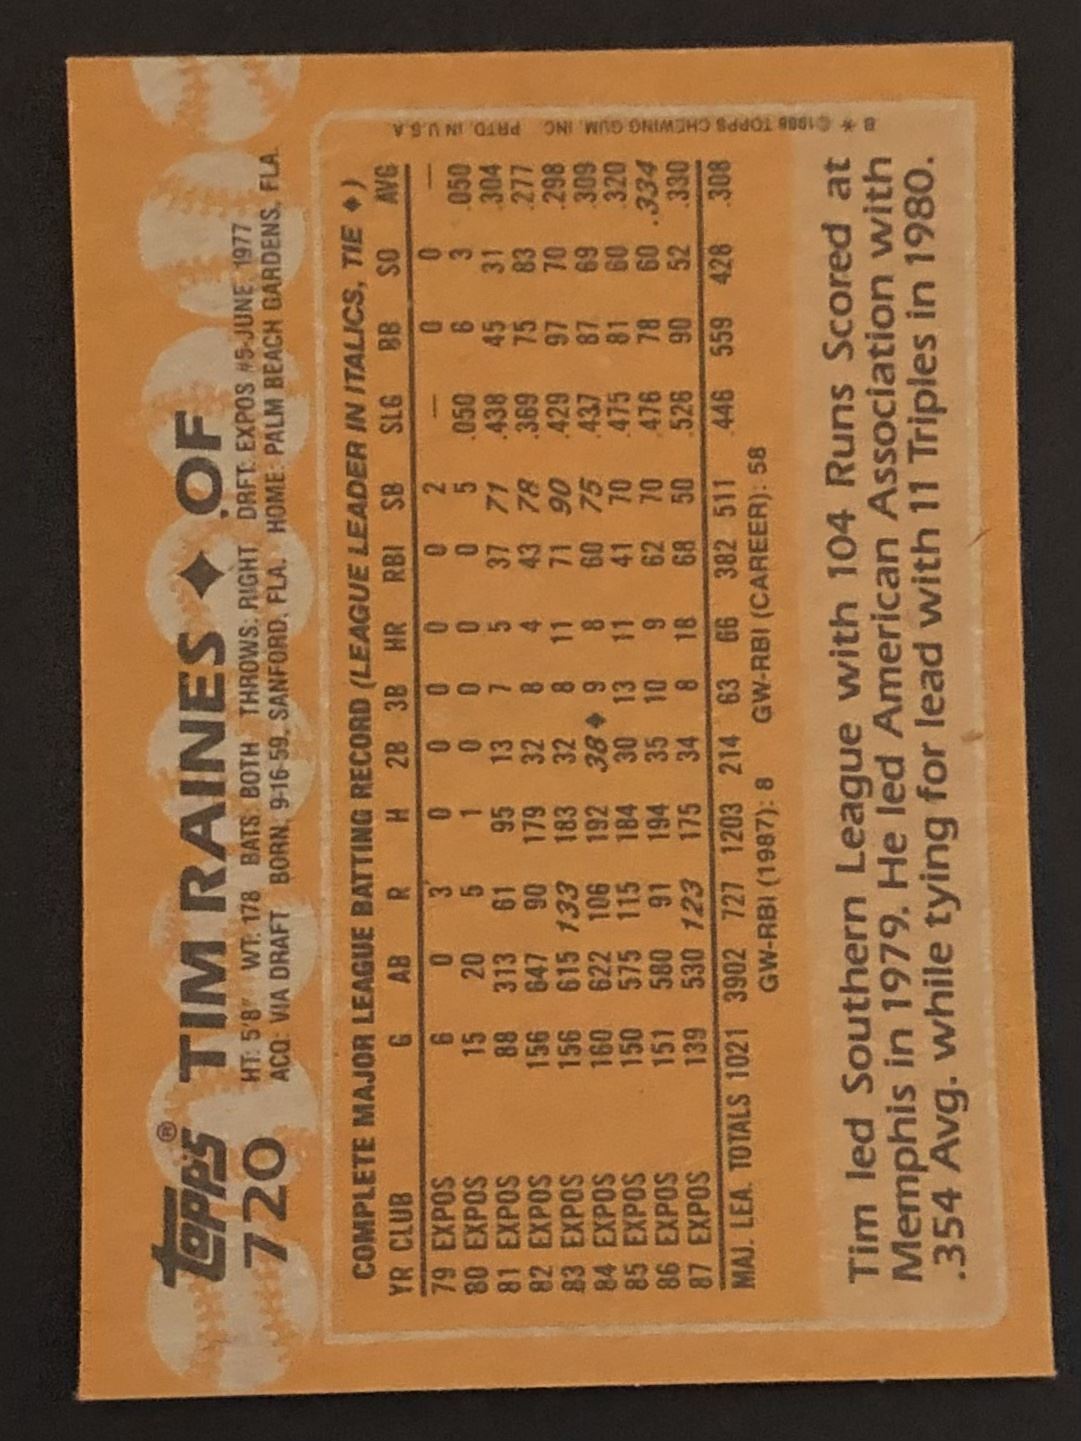 topps® TIM RAINES ♦ OF
720 HT: 5'8" WT: 178 BATS: BOTH THROWS: RIGHT DRFT: EXPOS #5-JUNE, 1977
ACQ: VIA DRAFT BORN: 9-16-59, SANFORD, FLA. HOME: PALM BEACH GARDENS, FLA.
COMPLETE MAJOR LEAGUE BATTING RECORD (LEAGUE LEADER IN ITALICS, TIE ♦)
YR CLUB G AB R H 2B 3B HR RBI SB SLG BB SO AVG
79 EXPOS 6 0 3 0 0 0 0 0 2 — 0 0 —
80 EXPOS 15 20 5 1 0 0 0 0 5 .050 6 3 .050
81 EXPOS 88 313 61 95 13 7 5 37 71 .438 45 31 .304
82 EXPOS 156 647 90 179 32 8 4 43 78 .369 75 83 .277
83 EXPOS 156 615 133 183 32 8 11 71 90 .429 97 70 .298
84 EXPOS 160 622 106 192 38♦ 9 8 60 75 .437 87 69 .309
85 EXPOS 150 575 115 184 30 13 11 41 70 .475 81 60 .320
86 EXPOS 151 580 91 194 35 10 9 62 70 .476 78 60 .334
87 EXPOS 139 530 123 175 34 8 18 68 50 .526 90 52 .330
MAJ. LEA. TOTALS 1021 3902 727 1203 214 63 66 382 511 .446 559 428 .308
GW-RBI (1987): 8 GW-RBI (CAREER): 58
Tim led Southern League with 104 Runs Scored at
Memphis in 1979. He led American Association with
.354 Avg. while tying for lead with 11 Triples in 1980.
B * ©1988 TOPPS CHEWING GUM, INC. PRTD. IN U.S.A.